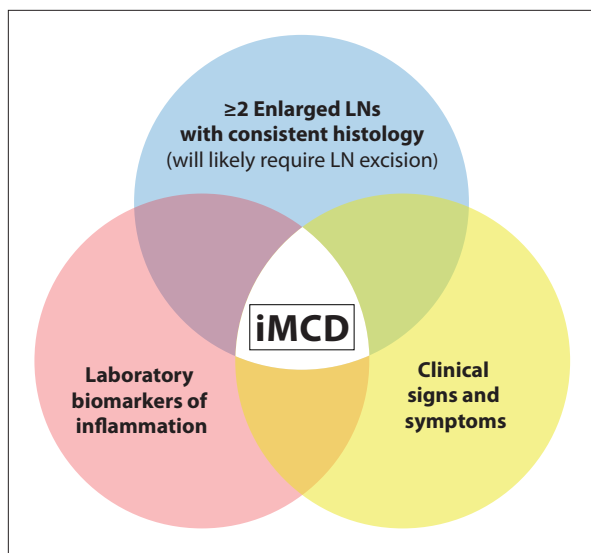 ≥2 Enlarged LNs
with consistent histology
(will likely require LN excision)
iMCD
Laboratory
biomarkers of
inflammation
Clinical
signs and
symptoms